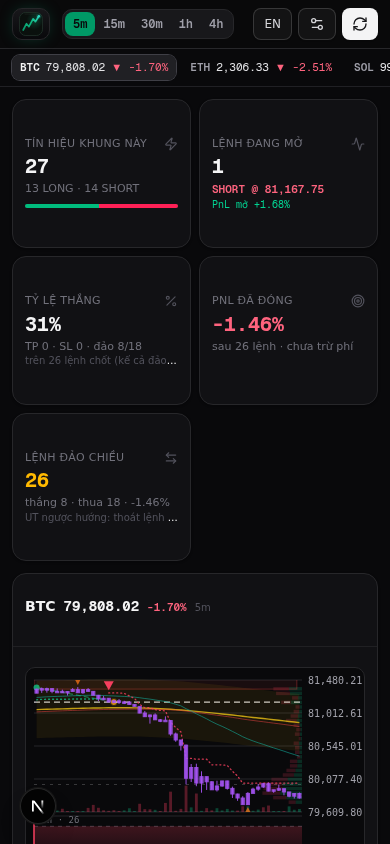 5m 15m 30m 1h 4h EN
BTC 79,808.02 ▼ -1.70% ETH 2,306.33 ▼ -2.51% SOL
TÍN HIỆU KHUNG NÀY
27
13 LONG · 14 SHORT
LỆNH ĐANG MỞ
1
SHORT @ 81,167.75
PnL mở +1.68%
TỶ LỆ THẮNG
31%
TP 0 · SL 0 · đảo 8/18
trên 26 lệnh chốt (kể cả đảo...
PNL ĐÃ ĐÓNG
-1.46%
sau 26 lệnh · chưa trừ phí
LỆNH ĐẢO CHIỀU
26
thắng 8 · thua 18 · -1.46%
UT ngược hướng: thoát lệnh ...
BTC 79,808.02 -1.70% 5m
81,480.21
81,012.61
80,545.01
80,077.40
79,609.80
N
· 26